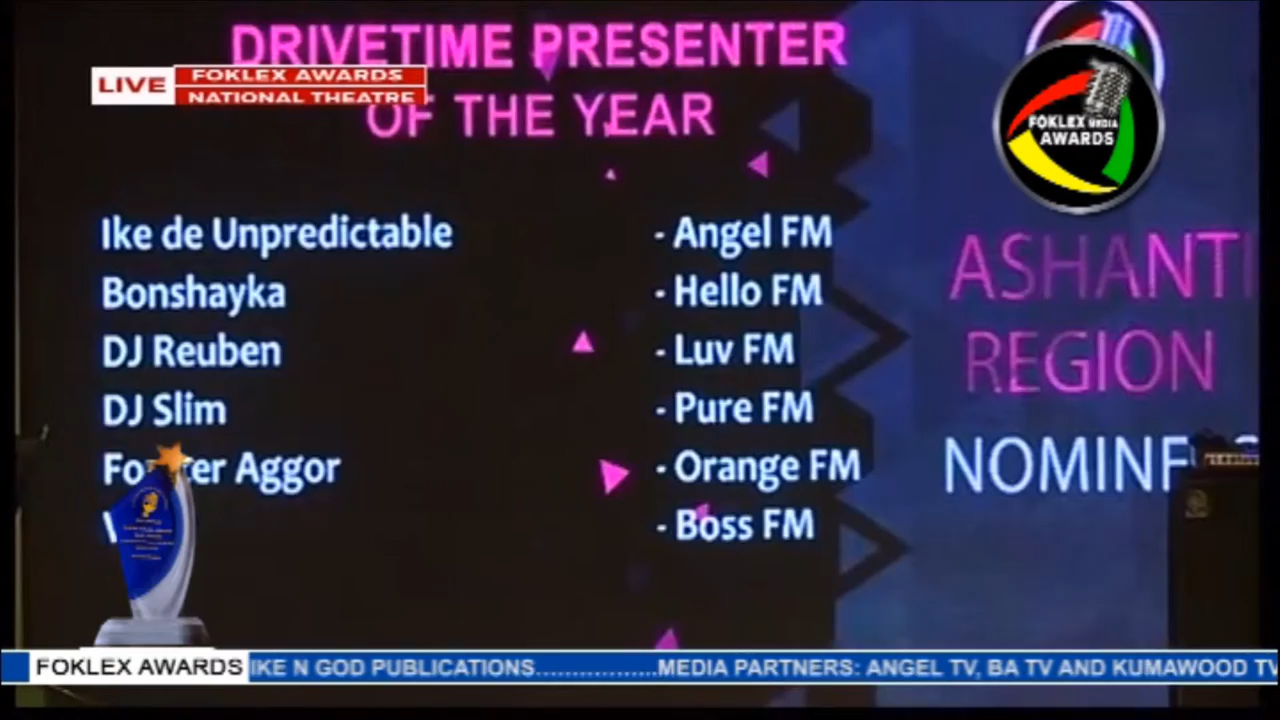 DRIVETIME PRESENTER
OF THE YEAR
LIVE
FOKLEX AWARDS
NATIONAL THEATRE
FOKLEX MEDIA
AWARDS
Ike de Unpredictable - Angel FM
Bonshayka - Hello FM
DJ Reuben - Luv FM
DJ Slim - Pure FM
Aggor - Orange FM
- Boss FM
ASHANTI
REGION
FOKLEX AWARDS
IKE N GOD PUBLICATIONS..................MEDIA PARTNERS: ANGEL TV, BA TV AND KUMAWOOD TV